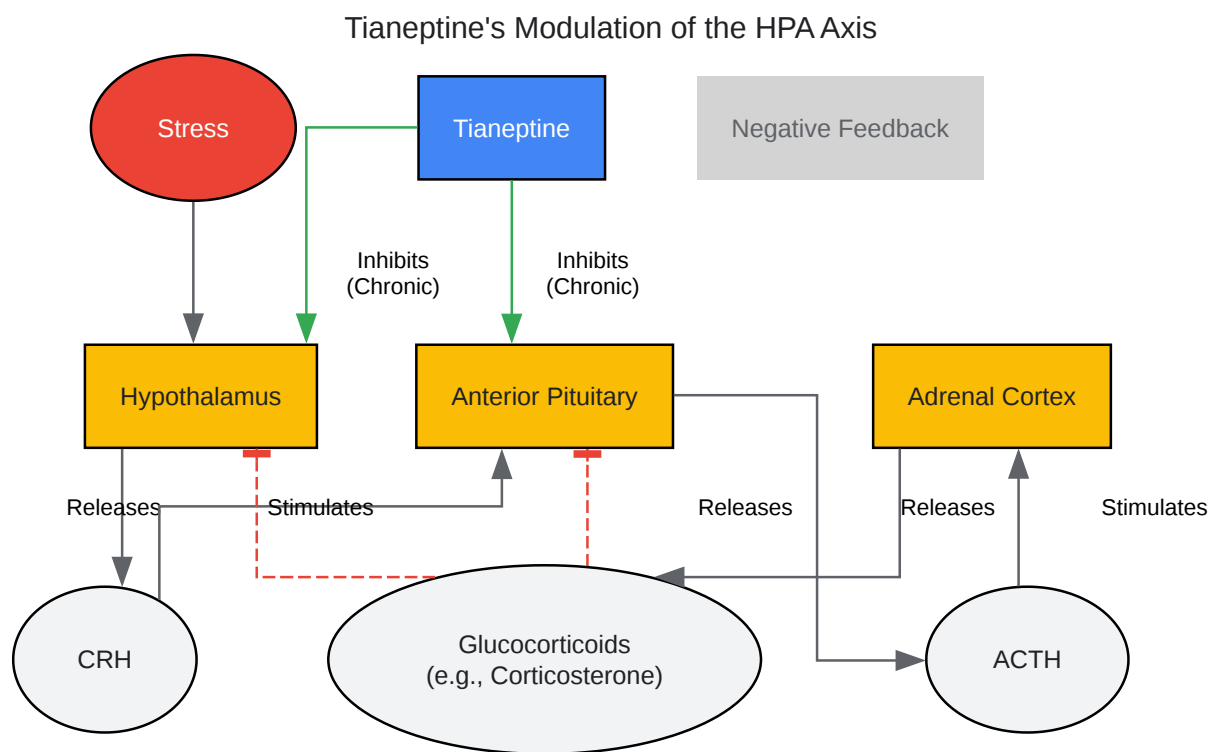 Tianeptine's Modulation of the HPA Axis
Stress
Tianeptine
Negative Feedback
Inhibits
(Chronic)
Inhibits
(Chronic)
Hypothalamus
Anterior Pituitary
Adrenal Cortex
Releases
Stimulates
Releases
Releases
Stimulates
CRH
Glucocorticoids
(e.g., Corticosterone)
ACTH